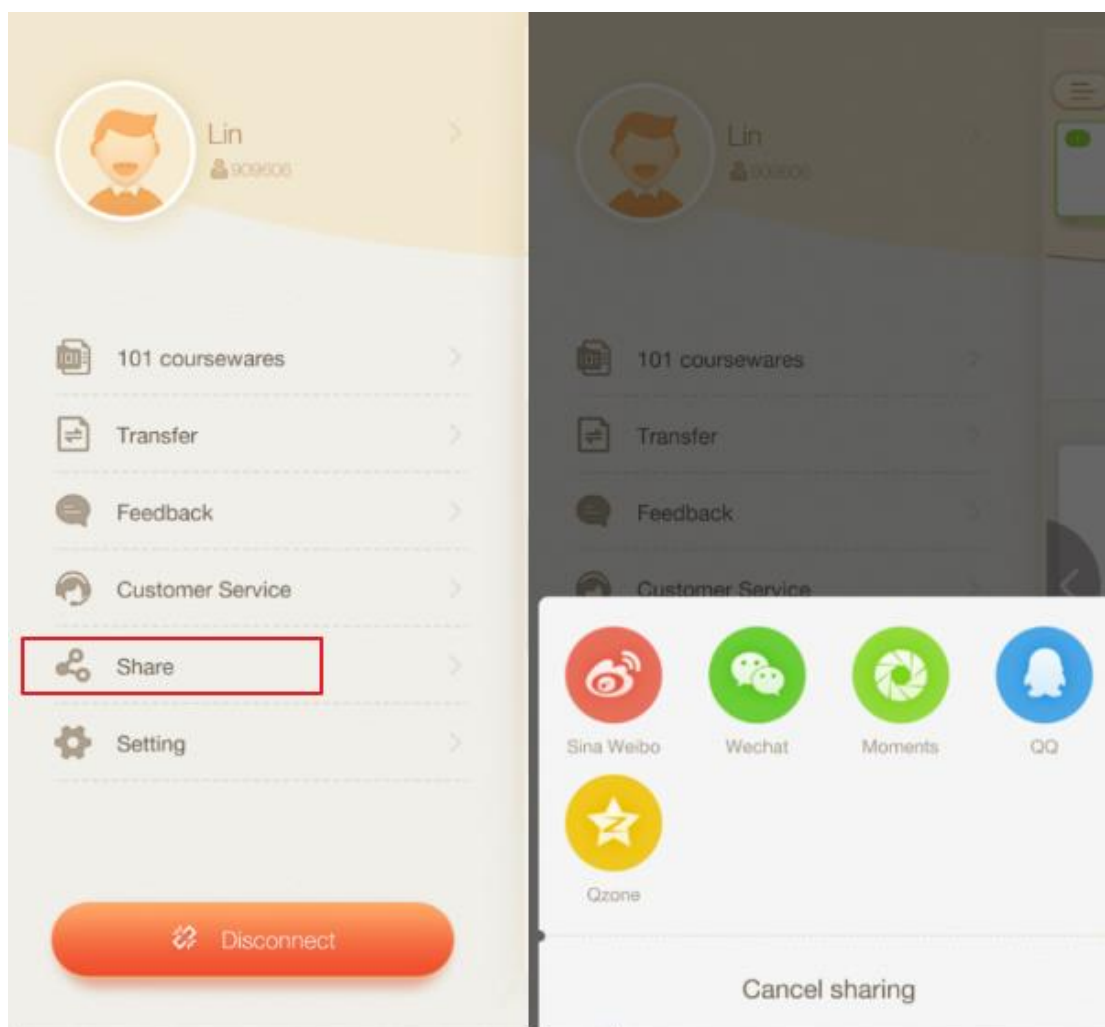 Lin
909606
101 coursewares
Transfer
Feedback
Customer Service
Share
Setting
Disconnect
Lin
909606
101 coursewares
Transfer
Feedback
Customer Service
Sina Weibo
Wechat
Moments
QQ
Qzone
Cancel sharing